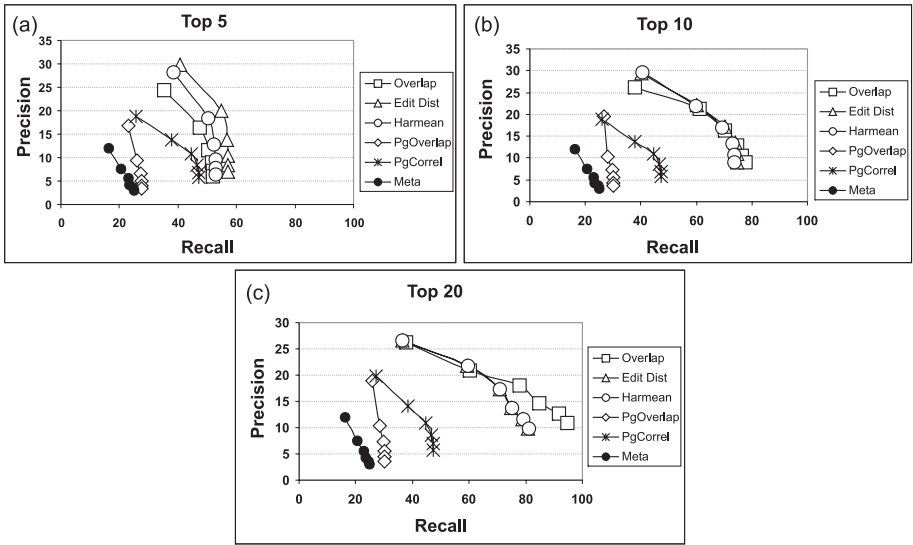 (a)
Top 5
Precision
35
30
25
20
15
10
5
0
0 20 40 60 80 100
Recall
Overlap
Edit Dist
Harmean
PgOverlap
PgCorrel
Meta
(b)
Top 10
Precision
35
30
25
20
15
10
5
0
0 20 40 60 80 100
Recall
Overlap
Edit Dist
Harmean
PgOverlap
PgCorrel
Meta
(c)
Top 20
Precision
30
25
20
15
10
5
0
0 20 40 60 80 100
Recall
Overlap
Edit Dist
Harmean
PgOverlap
PgCorrel
Meta